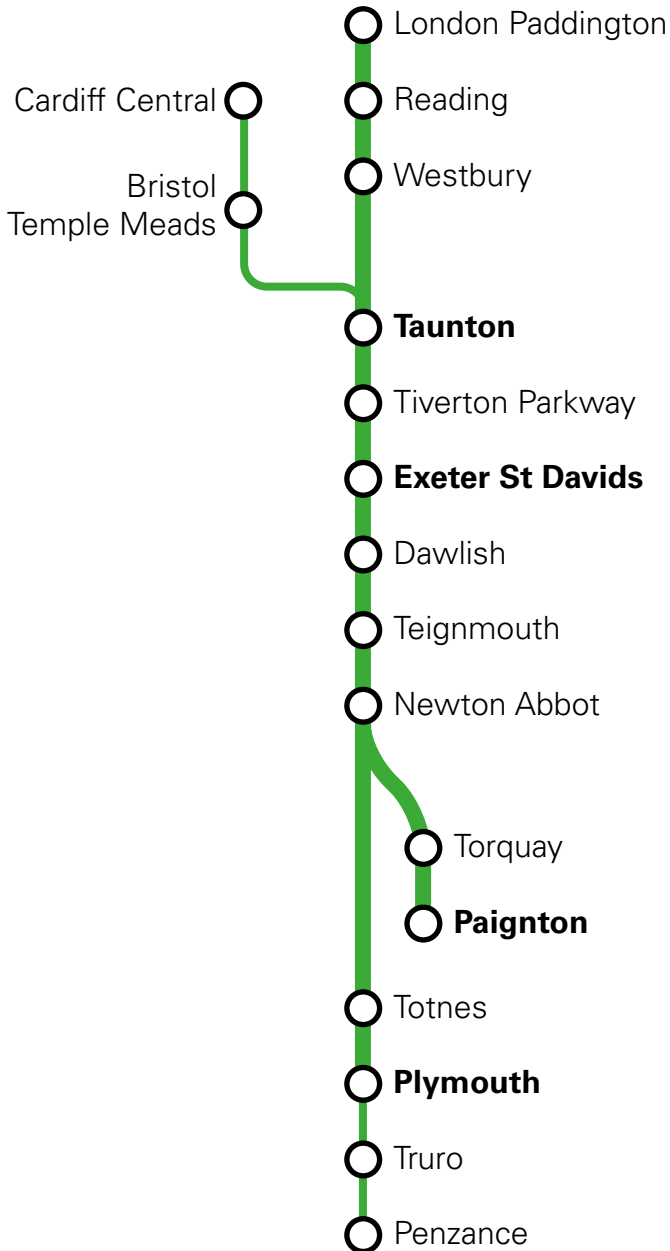 London Paddington
Cardiff Central
Reading
Westbury
Bristol
Temple Meads
Taunton
Tiverton Parkway
Exeter St Davids
Dawlish
Teignmouth
Newton Abbot
Torquay
Paignton
Totnes
Plymouth
Truro
Penzance